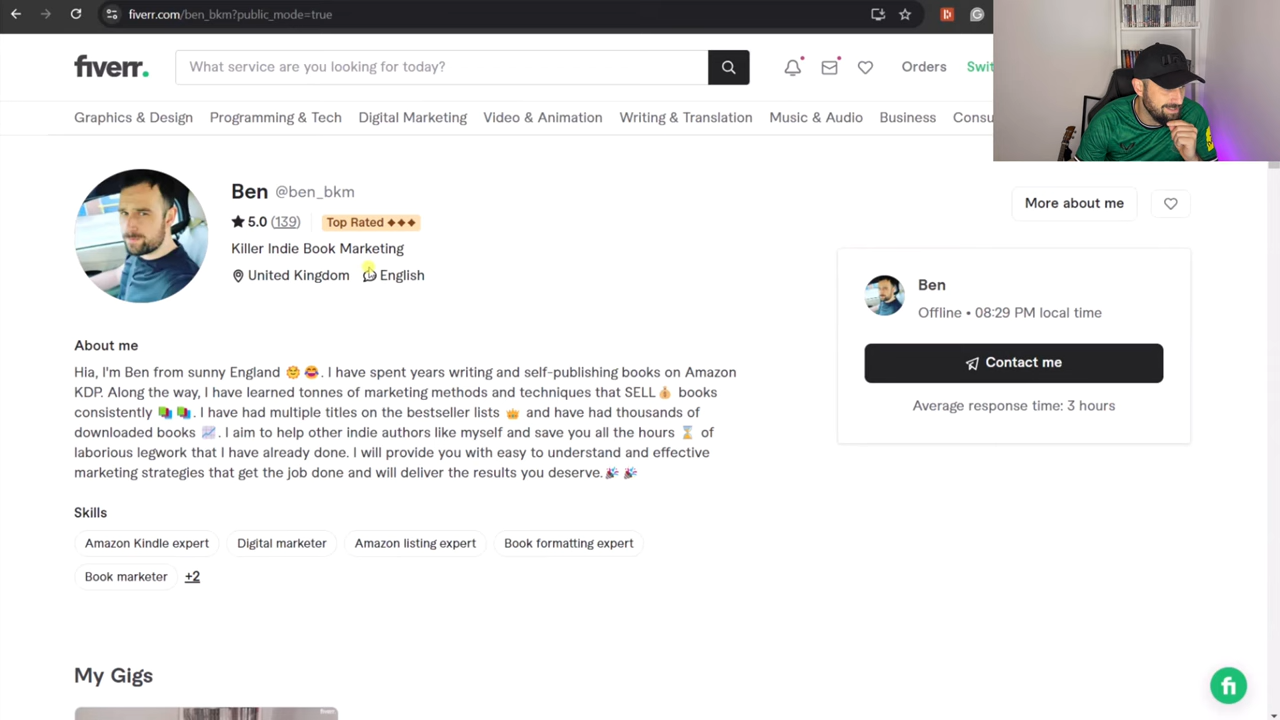 fiverr.com/ben_bkm?public_mode=true
fiverr.
What service are you looking for today?
Orders
Swit
Graphics & Design
Programming & Tech
Digital Marketing
Video & Animation
Writing & Translation
Music & Audio
Business
Consu
Ben @ben_bkm
5.0 (139) Top Rated
Killer Indie Book Marketing
United Kingdom English
More about me
Ben
Offline • 08:29 PM local time
Contact me
Average response time: 3 hours
About me
Hia, I'm Ben from sunny England 🌞 😂. I have spent years writing and self-publishing books on Amazon
KDP. Along the way, I have learned tonnes of marketing methods and techniques that SELL 💰 books
consistently 📚 📚. I have had multiple titles on the bestseller lists 👑 and have had thousands of
downloaded books 📈. I aim to help other indie authors like myself and save you all the hours ⏳ of
laborious legwork that I have already done. I will provide you with easy to understand and effective
marketing strategies that get the job done and will deliver the results you deserve.🎉 🎉
Skills
Amazon Kindle expert
Digital marketer
Amazon listing expert
Book formatting expert
Book marketer
+2
My Gigs
fiverr
fi